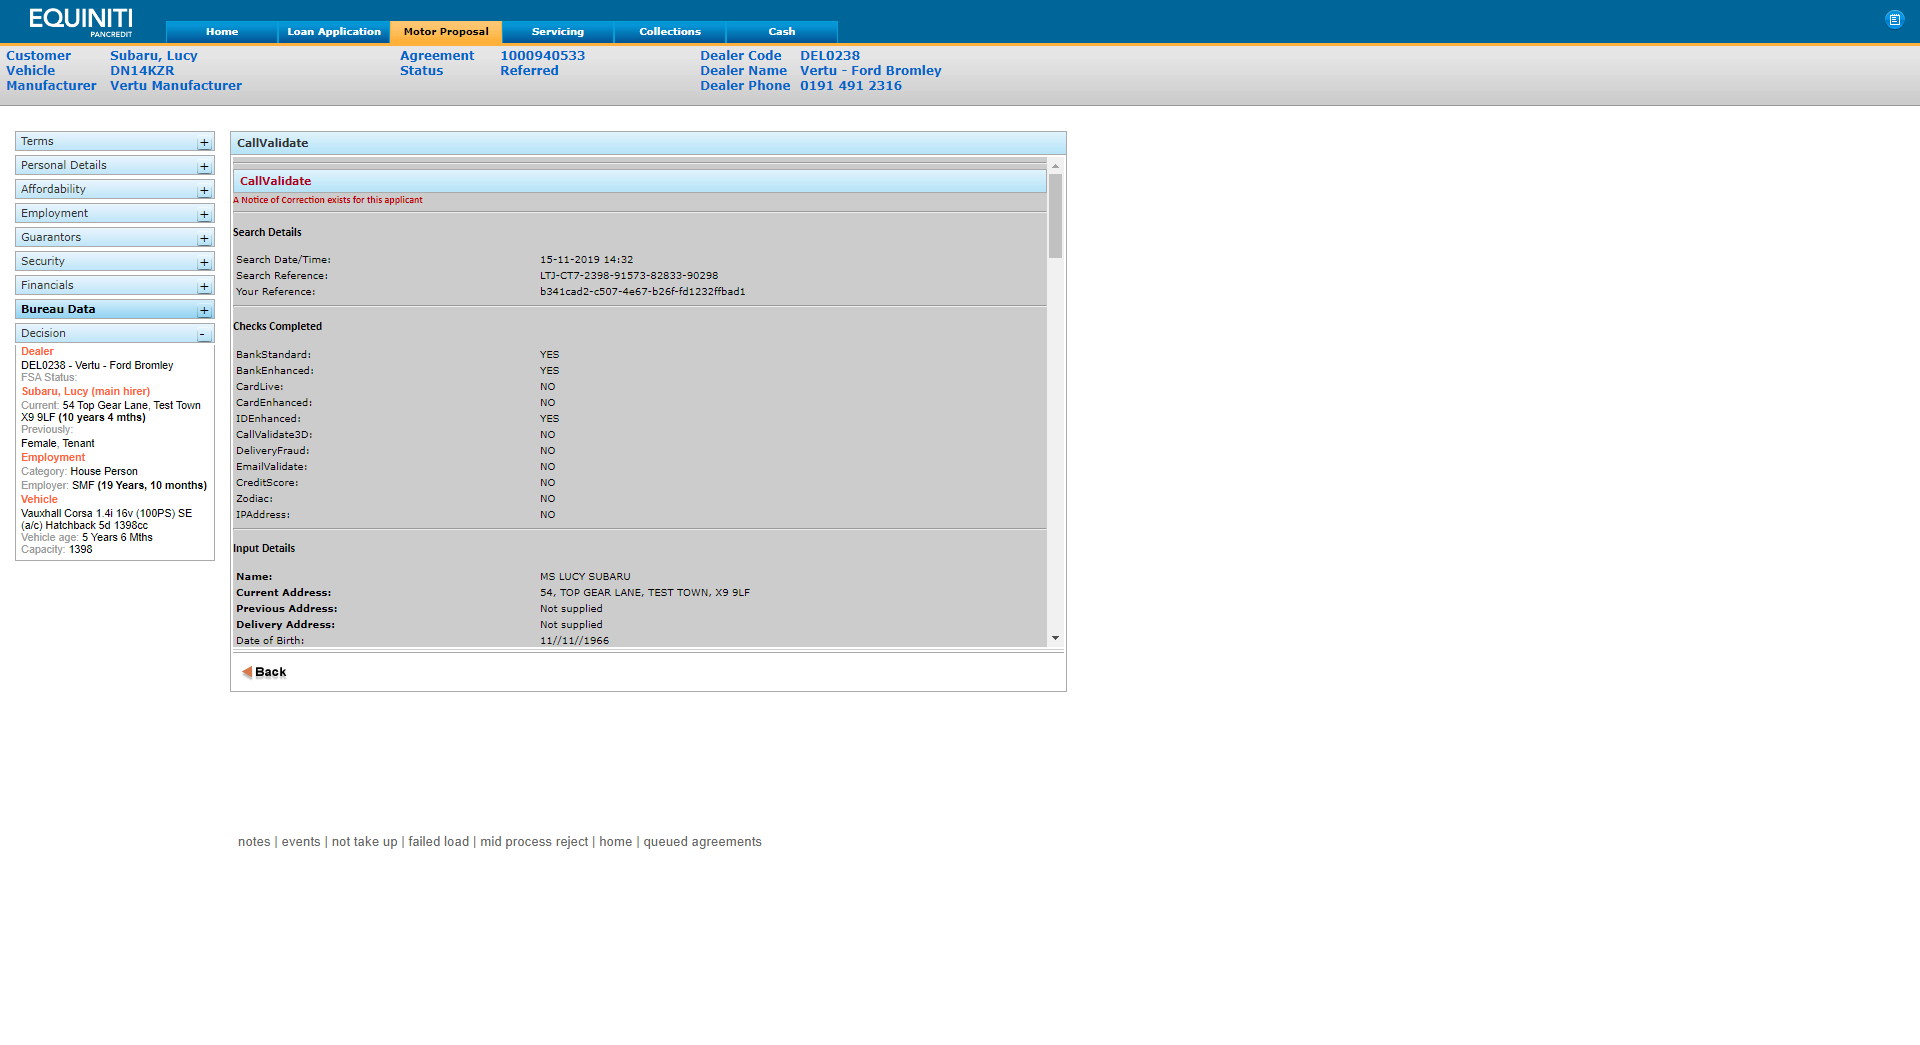 EQUINITI
PANCREDIT
Home
Loan Application
Motor Proposal
Servicing
Collections
Cash
Customer Subaru, Lucy Agreement 1000940533 Dealer Code DEL0238
Vehicle DN14KZR Status Referred Dealer Name Vertu - Ford Bromley
Manufacturer Vertu Manufacturer Dealer Phone 0191 491 2316
Terms +
Personal Details +
Affordability +
Employment +
Guarantors +
Security +
Financials +
Bureau Data +
Decision -
Dealer
DEL0238 - Vertu - Ford Bromley
FSA Status:
Subaru, Lucy (main hirer)
Current: 54 Top Gear Lane, Test Town
X9 9LF (10 years 4 mths)
Previously:
Female, Tenant
Employment
Category: House Person
Employer: SMF (19 Years, 10 months)
Vehicle
Vauxhall Corsa 1.4i 16v (100PS) SE
(a/c) Hatchback 5d 1398cc
Vehicle age: 5 Years 6 Mths
Capacity: 1398
CallValidate
CallValidate
A Notice of Correction exists for this applicant
Search Details
Search Date/Time: 15-11-2019 14:32
Search Reference: LTJ-CT7-2398-91573-82833-90298
Your Reference: b341cad2-c507-4e67-b26f-fd1232ffbad1
Checks Completed
BankStandard: YES
BankEnhanced: YES
CardLive: NO
CardEnhanced: NO
IDEnhanced: YES
CallValidate3D: NO
DeliveryFraud: NO
EmailValidate: NO
CreditScore: NO
Zodiac: NO
IPAddress: NO
Input Details
Name: MS LUCY SUBARU
Current Address: 54, TOP GEAR LANE, TEST TOWN, X9 9LF
Previous Address: Not supplied
Delivery Address: Not supplied
Date of Birth: 11//11//1966
Back
notes | events | not take up | failed load | mid process reject | home | queued agreements